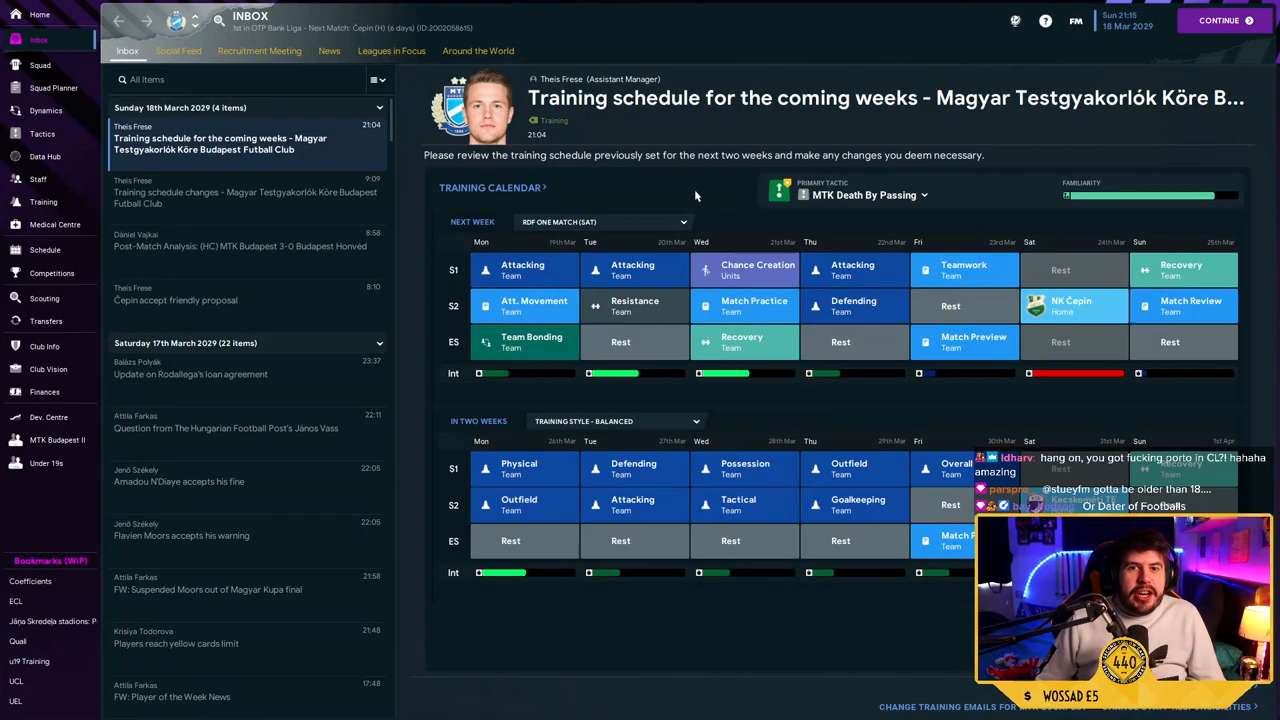 Home
Inbox
Squad
Squad Planner
Dynamics
Tactics
Data Hub
Staff
Training
Medical Centre
Schedule
Competitions
Scouting
Transfers
Club Info
Club Vision
Finances
Dev. Centre
MTK Budapest II
Under 19s
Bookmarks (WiP)
Coefficients
ECL
Quali
u19 Training
UCL
UEL
INBOX
1st in OTP Bank Liga - Next Match: Čepin (H) (6 days) (ID:2002058615)
FM
Sun 21:15
18 Mar 2029
CONTINUE
Inbox
Social Feed
Recruitment Meeting
News
Leagues in Focus
Around the World
All Items
Sunday 18th March 2029 (4 items)
Theis Frese 21:04
Training schedule for the coming weeks - Magyar
Testgyakorlók Köre Budapest Futball Club
Theis Frese 9:09
Training schedule changes - Magyar Testgyakorlók Köre Budapest
Futball Club
Dániel Vajkai 8:58
Post-Match Analysis: (HC) MTK Budapest 3-0 Budapest Honvéd
Theis Frese 8:10
Čepin accept friendly proposal
Saturday 17th March 2029 (22 items)
Balázs Polyák 23:37
Update on Rodallega's loan agreement
Attila Farkas 22:11
Question from The Hungarian Football Post's János Vass
Jenő Székely 22:05
Amadou N'Diaye accepts his fine
Jenő Székely 22:05
Flavien Moors accepts his warning
Attila Farkas 21:58
FW: Suspended Moors out of Magyar Kupa final
Krisiya Todorova 21:48
Players reach yellow cards limit
Attila Farkas 17:48
FW: Player of the Week News
Theis Frese (Assistant Manager)
Training schedule for the coming weeks - Magyar Testgyakorlók Köre B...
Training
21:04
Please review the training schedule previously set for the next two weeks and make any changes you deem necessary.
TRAINING CALENDAR
PRIMARY TACTIC
MTK Death By Passing
FAMILIARITY
NEXT WEEK
RDF ONE MATCH (SAT)
Mon 19th Mar Tue 20th Mar Wed 21st Mar Thu 22nd Mar Fri 23rd Mar Sat 24th Mar Sun 25th Mar
S1 Attacking Attacking Chance Creation Attacking Teamwork Rest Recovery
Team Team Units Team Team Team
S2 Att. Movement Resistance Match Practice Defending Rest NK Čepin Match Review
Team Team Team Team Home Team
ES Team Bonding Rest Recovery Rest Match Preview Rest Rest
Team Team Team
Int
IN TWO WEEKS
TRAINING STYLE - BALANCED
Mon 26th Mar Tue 27th Mar Wed 28th Mar Thu 29th Mar Fri 30th Mar Sat 31st Mar Sun 1st Apr
S1 Physical Defending Possession Outfield Overall Rest Recovery
Team Team Team Team Team Team
S2 Outfield Attacking Tactical Goalkeeping Rest Kecskeméti TE
Team Team Team Team
ES Rest Rest Rest Rest Match P
Team
Int
ldharv: hang on, you got fucking porto in CL?! hahaha
amazing
parspro: @stueyfm gotta be older than 18....
Or Dater of Footballs
440
$ WOSSAD £5
CHANGE TRAINING EMAILS FOR